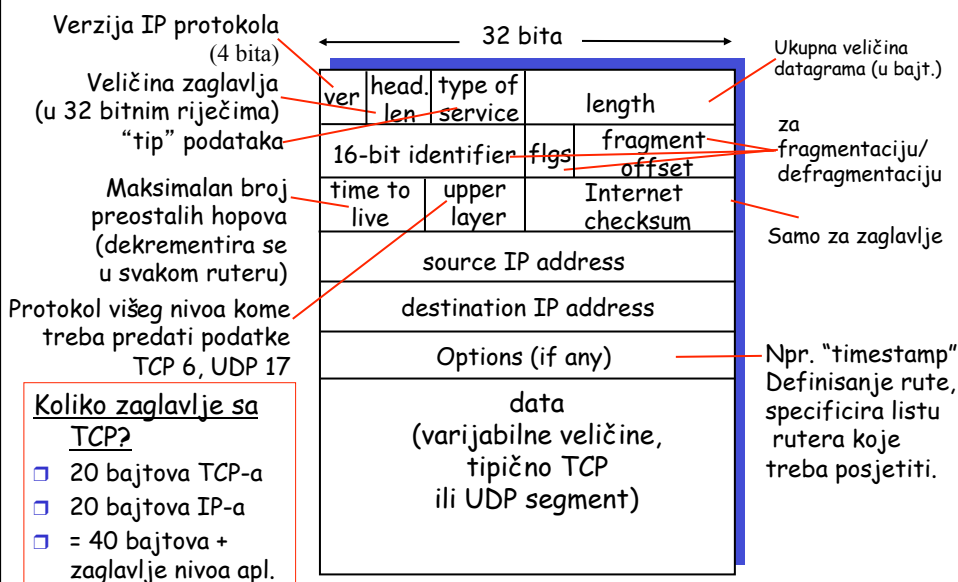 Verzija IP protokola
(4 bita)
Veličina zaglavlja
(u 32 bitnim riječima)
“tip” podataka
Maksimalan broj
preostalih hopova
(dekrementira se
u svakom ruteru)
Protokol višeg nivoa kome
treba predati podatke
TCP 6, UDP 17
Koliko zaglavlje sa
TCP?
20 bajtova TCP-a
20 bajtova IP-a
= 40 bajtova +
zaglavlje nivoa apl.
32 bita
ver
head.
len
type of
service
length
16-bit identifier
flgs
fragment
offset
time to
live
upper
layer
Internet
checksum
source IP address
destination IP address
Options (if any)
data
(varijabilne veličine,
tipično TCP
ili UDP segment)
Ukupna veličina
datagrama (u bajt.)
za
fragmentaciju/
defragmentaciju
Samo za zaglavlje
Npr. “timestamp”
Definisanje rute,
specificira listu
rutera koje
treba posjetiti.